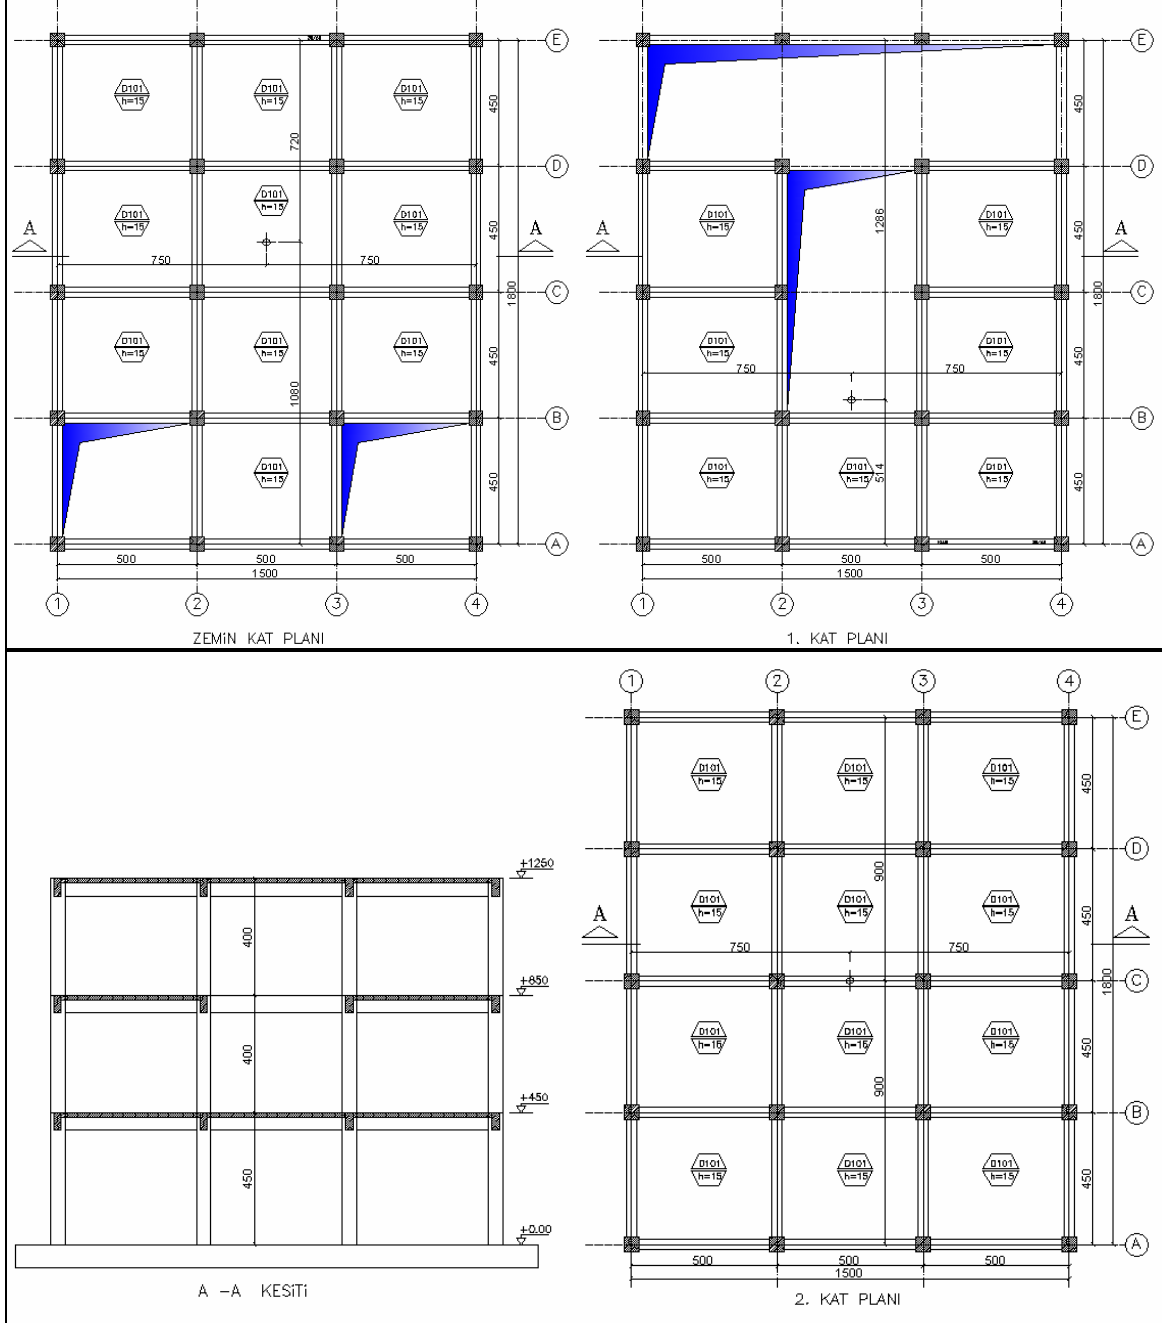 E
D101
h=15
D101
h=15
D101
h=15
720
450
D
D101
h=15
D101
h=15
D101
h=15
A
A
450
750
750
C
1800
D101
h=15
D101
h=15
D101
h=15
1080
450
B
D101
h=15
450
A
500
500
500
1500
1
2
3
4
ZEMİN KAT PLANI
E
450
D
D101
h=15
D101
h=15
1286
A
A
450
C
1800
D101
h=15
D101
h=15
750
750
450
B
D101
h=15
D101
h=15
D101
h=15
514
450
A
500
500
500
1500
1
2
3
4
1. KAT PLANI
+1250
400
+850
400
+450
450
+0.00
A -A KESİTİ
1
2
3
4
E
D101
h=15
D101
h=15
D101
h=15
450
D
900
D101
h=15
D101
h=15
D101
h=15
A
A
450
750
750
C
1800
D101
h=15
D101
h=15
D101
h=15
450
900
B
D101
h=15
D101
h=15
D101
h=15
450
A
500
500
500
1500
2. KAT PLANI